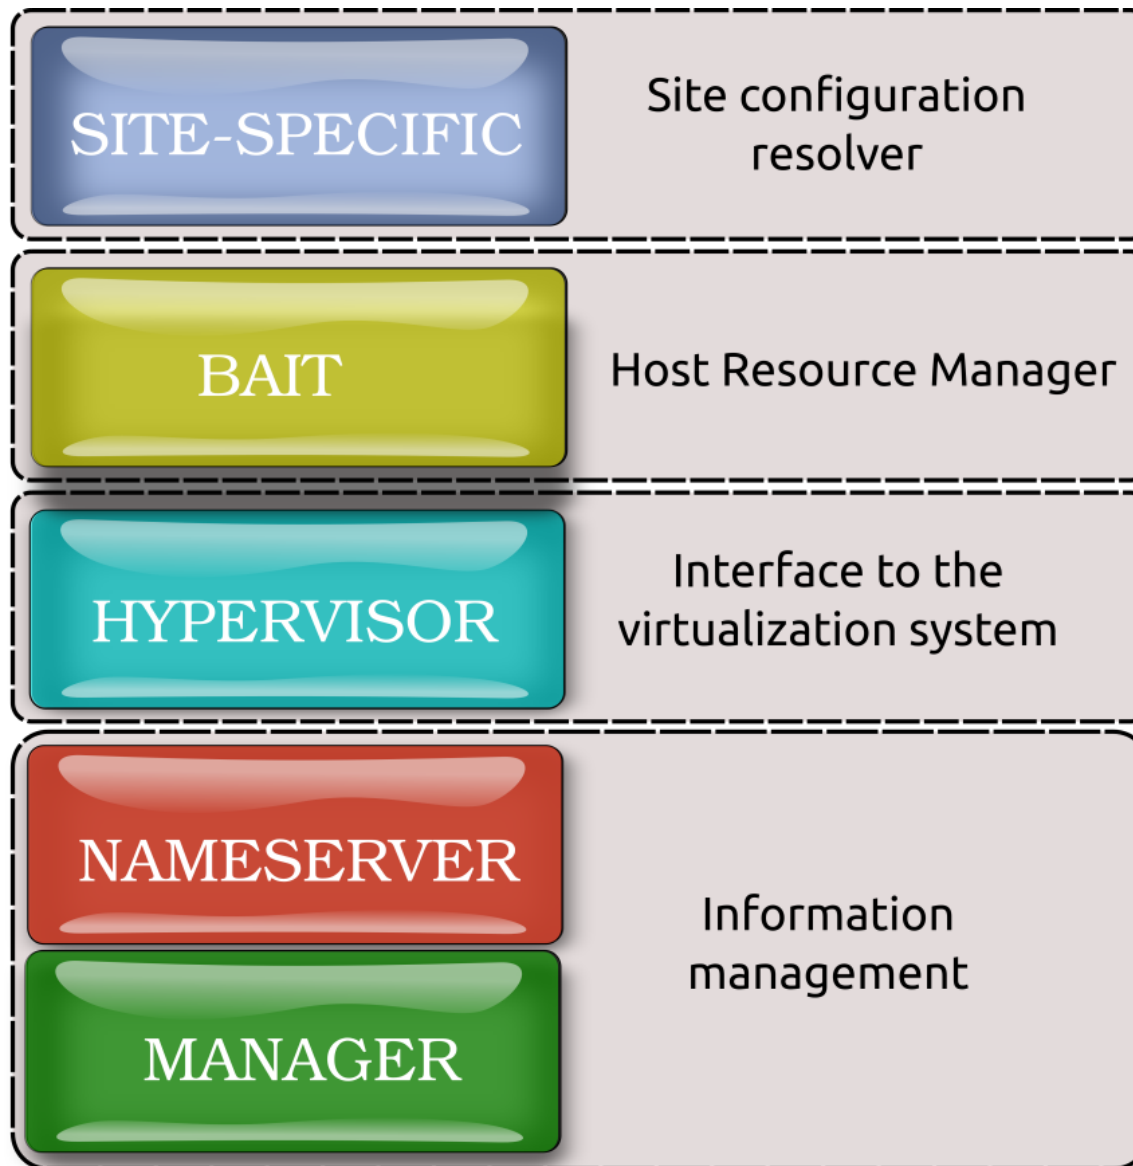 SITE-SPECIFIC
Site configuration
resolver
BAIT
Host Resource Manager
HYPERVISOR
Interface to the
virtualization system
NAMESERVER
MANAGER
Information
management